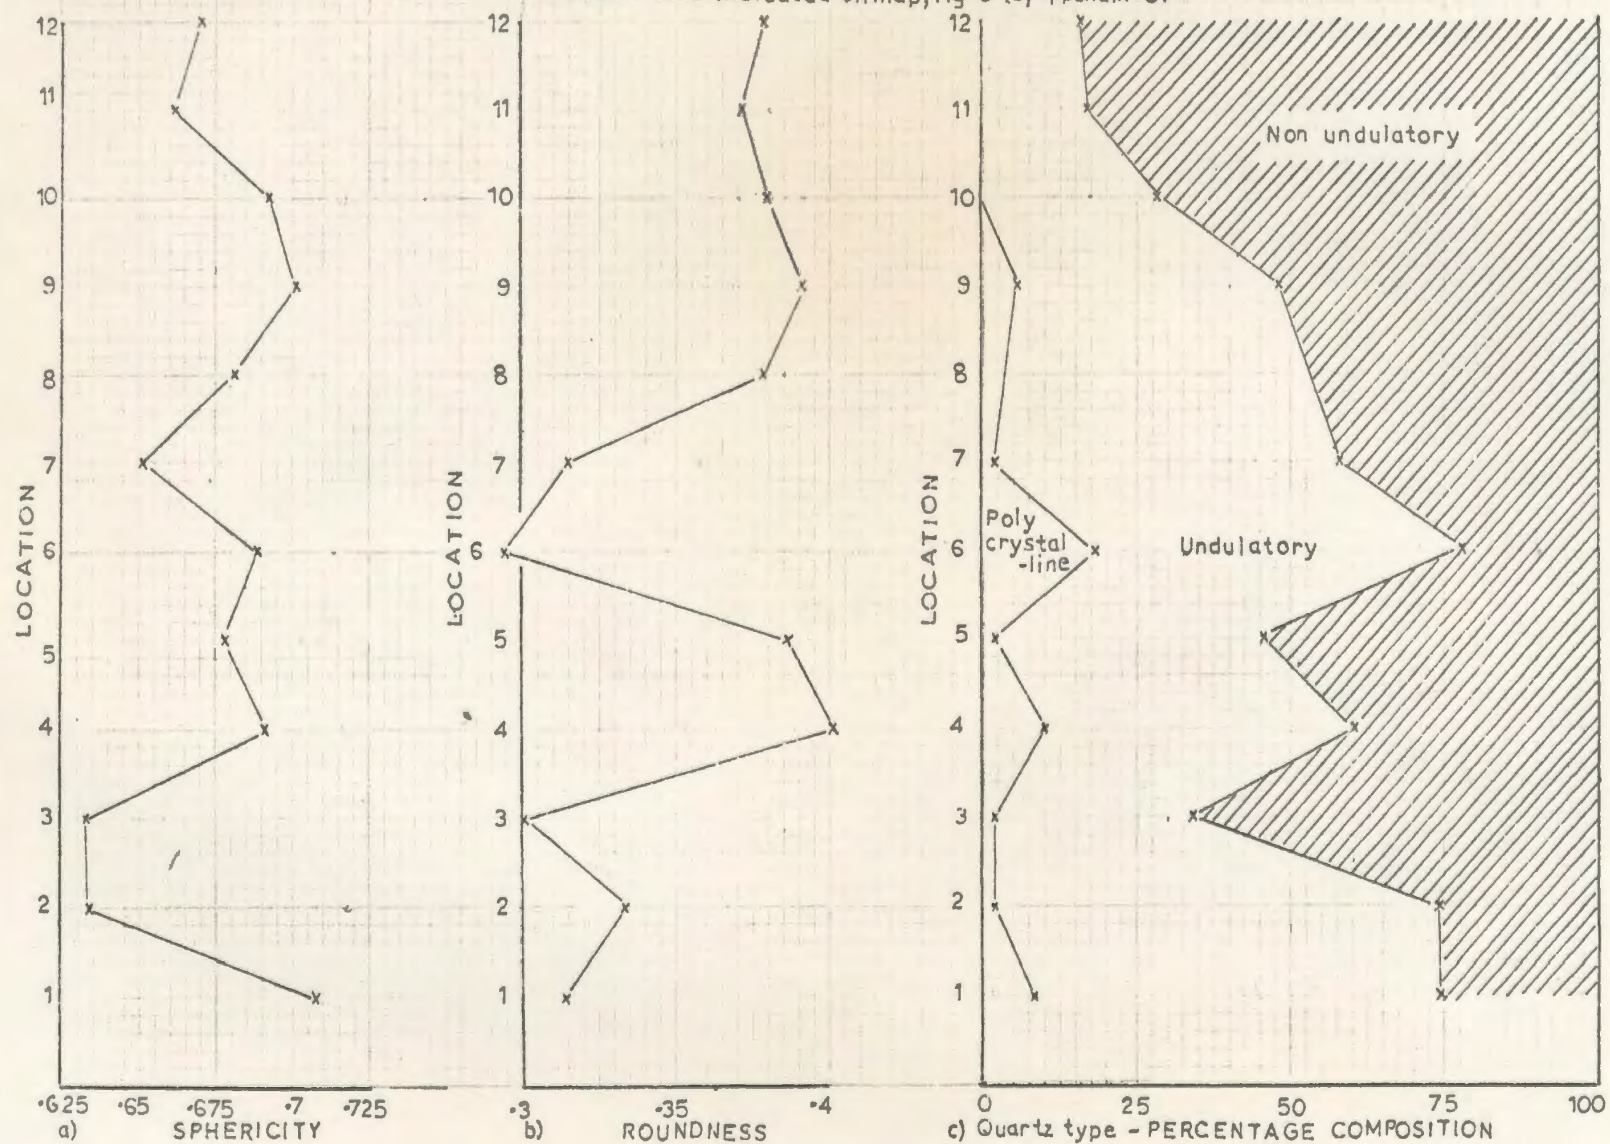 12
11
10
9
8
7
6
5
4
3
2
1
LOCATION
·625 ·65 ·675 ·7 ·725
a) SPHERICITY
12
11
10
9
8
7
6
5
4
3
2
1
LOCATION
·3 ·35 ·4
b) ROUNDNESS
12
11
10
9
8
7
6
5
4
3
2
1
LOCATION
Non undulatory
Poly
crystal
-line
Undulatory
0 25 50 75 100
c) Quartz type - PERCENTAGE COMPOSITION